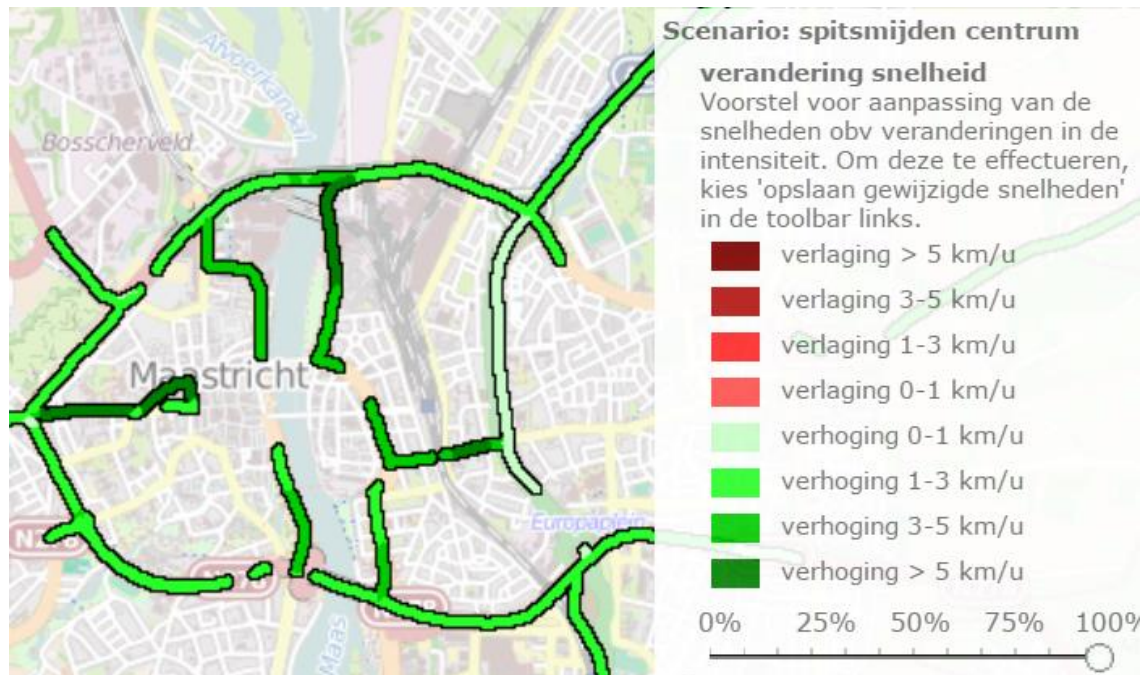 Scenario: spitsmijden centrum
verandering snelheid
Voorstel voor aanpassing van de
snelheden obv veranderingen in de
intensiteit. Om deze te effectueren,
kies 'opslaan gewijzigde snelheden'
in de toolbar links.
verlaging > 5 km/u
verlaging 3-5 km/u
verlaging 1-3 km/u
verlaging 0-1 km/u
verhoging 0-1 km/u
verhoging 1-3 km/u
verhoging 3-5 km/u
verhoging > 5 km/u
0% 25% 50% 75% 100%
Afvoerkanaal
Bosscherveld
Maastricht
Europaplein
Maas